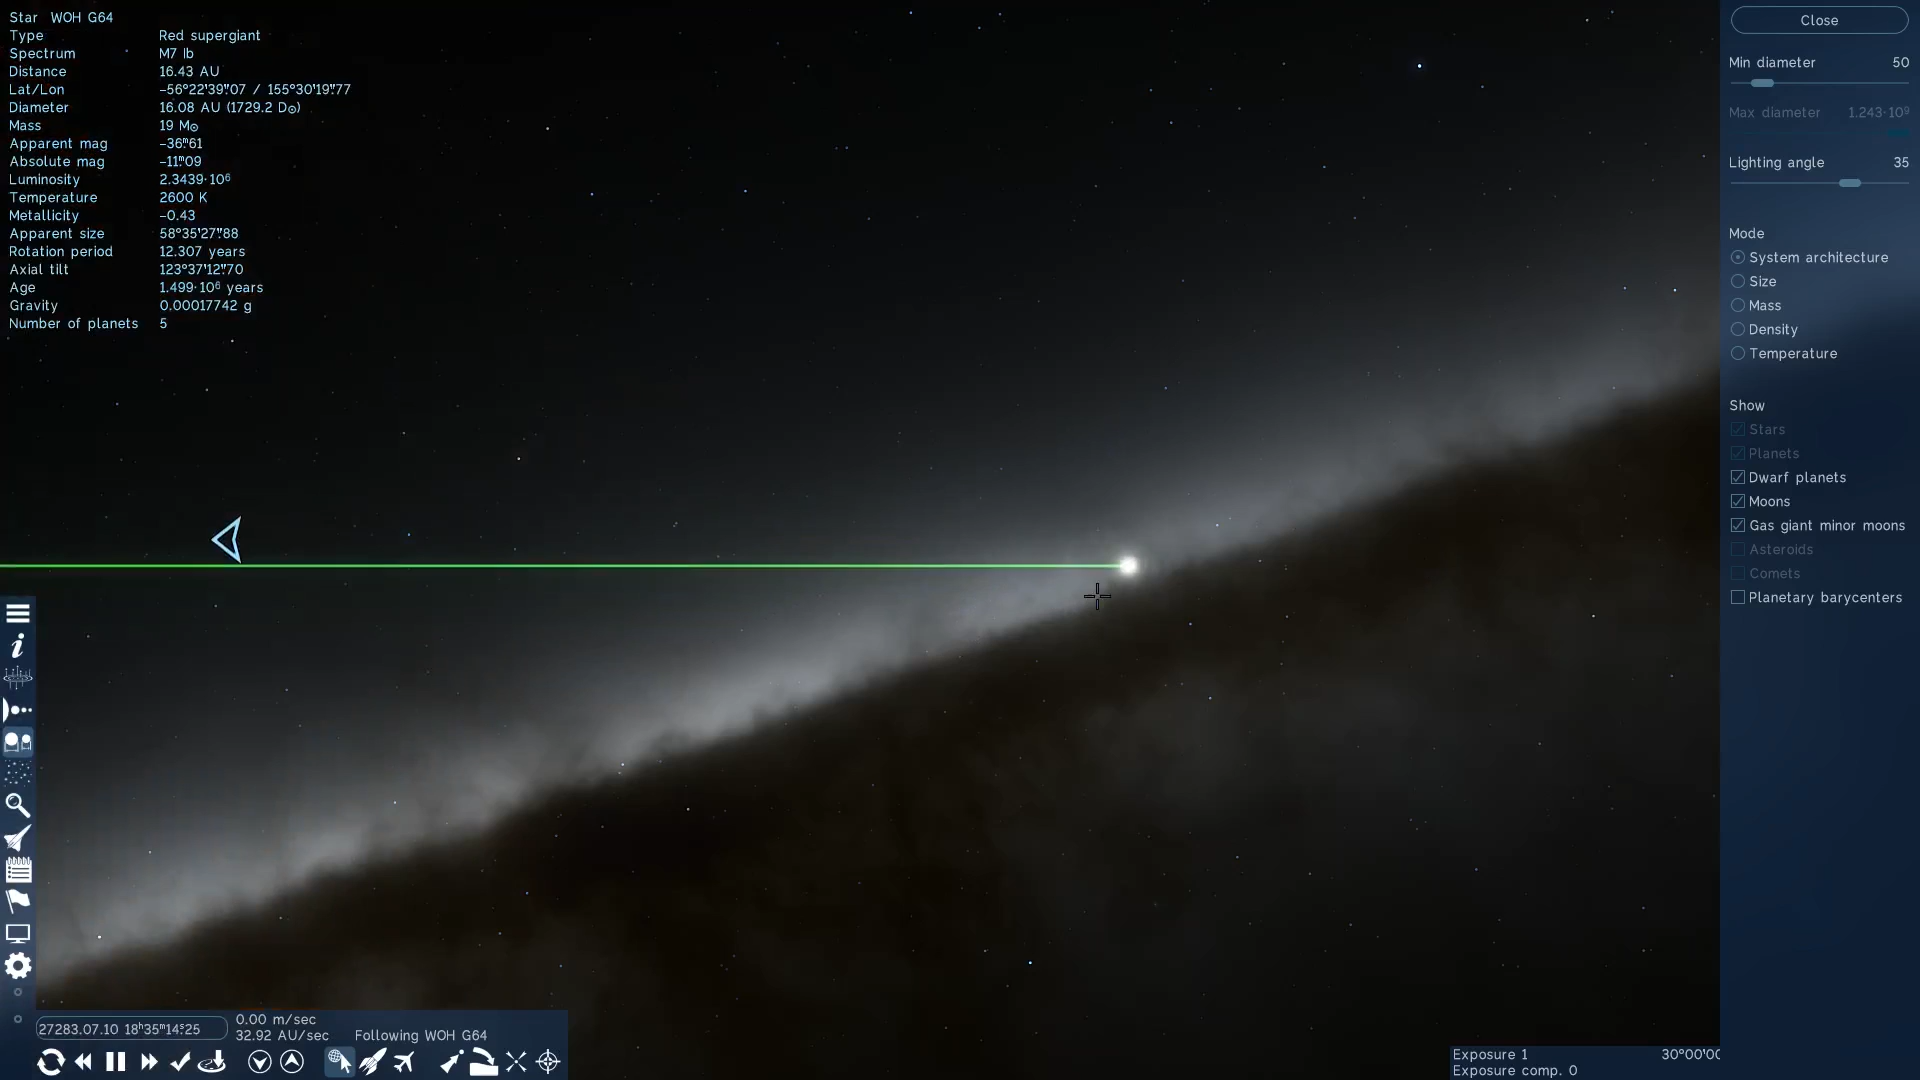 Star WOH G64
Type Red supergiant
Spectrum M7 Ib
Distance 16.43 AU
Lat/Lon −56°22'39"07 / 155°30'19"77
Diameter 16.08 AU (1729.2 D⊙)
Mass 19 M⊙
Apparent mag −36ᵐ61
Absolute mag −11ᵐ09
Luminosity 2.3439·10⁶
Temperature 2600 K
Metallicity −0.43
Apparent size 58°35'27"88
Rotation period 12.307 years
Axial tilt 123°37'12"70
Age 1.499·10⁶ years
Gravity 0.00017742 g
Number of planets 5
Close
Min diameter 50
Max diameter 1.243·10⁹
Lighting angle 35
Mode
System architecture
Size
Mass
Density
Temperature
Show
Stars
Planets
Dwarf planets
Moons
Gas giant minor moons
Asteroids
Comets
Planetary barycenters
27283.07.10 18ʰ35ᵐ14ˢ25
0.00 m/sec
32.92 AU/sec Following WOH G64
Exposure 1 30°00'00
Exposure comp. 0